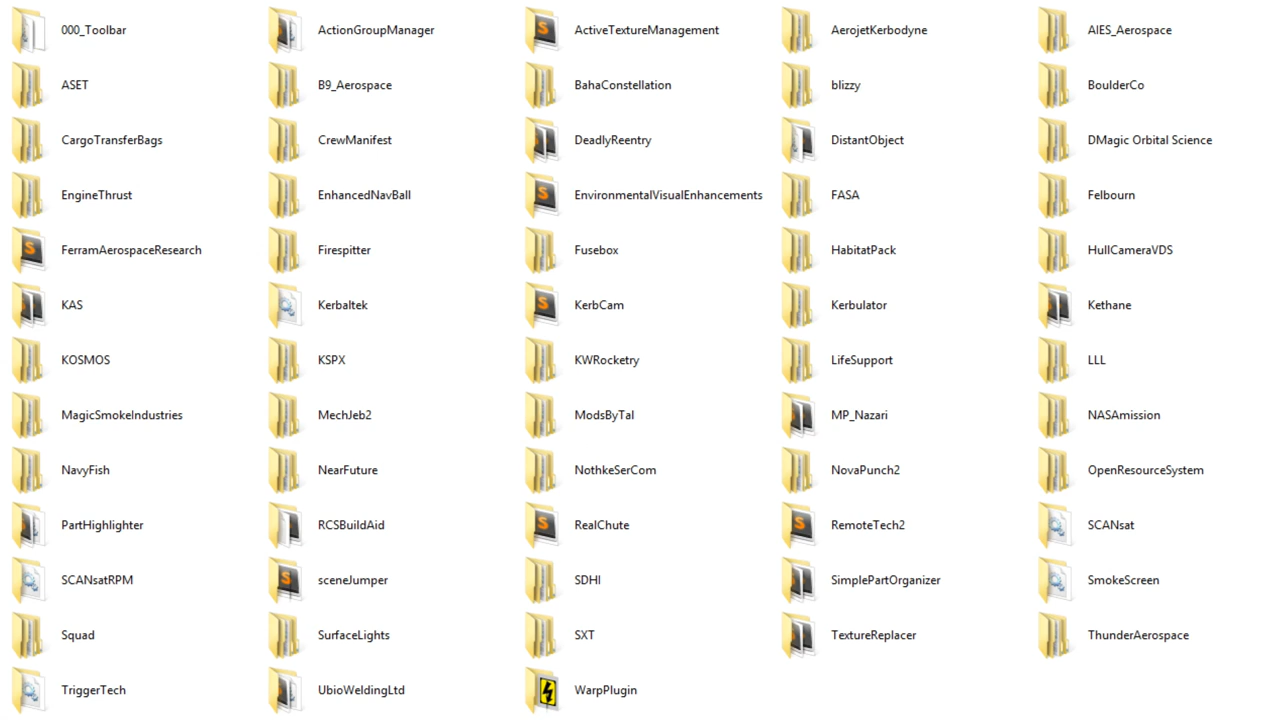 000_Toolbar
ActionGroupManager
ActiveTextureManagement
AerojetKerbodyne
AIES_Aerospace
ASET
B9_Aerospace
BahaConstellation
blizzy
BoulderCo
CargoTransferBags
CrewManifest
DeadlyReentry
DistantObject
DMagic Orbital Science
EngineThrust
EnhancedNavBall
EnvironmentalVisualEnhancements
FASA
Felbourn
FerramAerospaceResearch
Firespitter
Fusebox
HabitatPack
HullCameraVDS
KAS
Kerbaltek
KerbCam
Kerbulator
Kethane
KOSMOS
KSPX
KWRocketry
LifeSupport
LLL
MagicSmokeIndustries
MechJeb2
ModsByTal
MP_Nazari
NASAmission
NavyFish
NearFuture
NothkeSerCom
NovaPunch2
OpenResourceSystem
PartHighlighter
RCSBuildAid
RealChute
RemoteTech2
SCANsat
SCANsatRPM
sceneJumper
SDHI
SimplePartOrganizer
SmokeScreen
Squad
SurfaceLights
SXT
TextureReplacer
ThunderAerospace
TriggerTech
UbioWeldingLtd
WarpPlugin